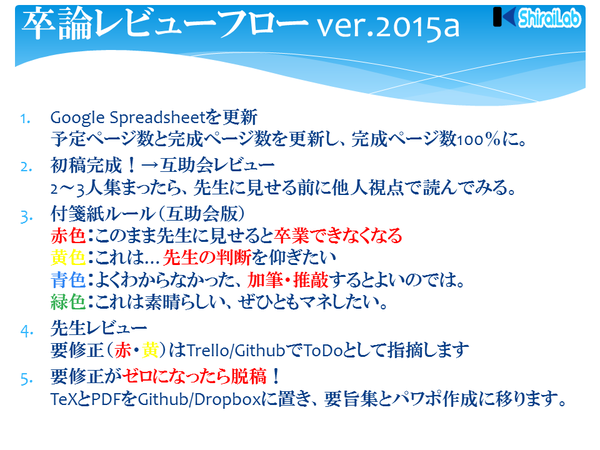 卒論レビューフロー ver.2015a
ShiraiLab
1. Google Spreadsheetを更新
予定ページ数と完成ページ数を更新し、完成ページ数100%に。
2. 初稿完成！→互助会レビュー
2～3人集まったら、先生に見せる前に他人視点で読んでみる。
3. 付箋紙ルール（互助会版）
赤色：このまま先生に見せると卒業できなくなる
黄色：これは…先生の判断を仰ぎたい
青色：よくわからなかった、加筆・推敲するとよいのでは。
緑色：これは素晴らしい、ぜひともマネしたい。
4. 先生レビュー
要修正（赤・黄）はTrello/GithubでToDoとして指摘します
5. 要修正がゼロになったら脱稿！
TeXとPDFをGithub/Dropboxに置き、要旨集とパワポ作成に移ります。